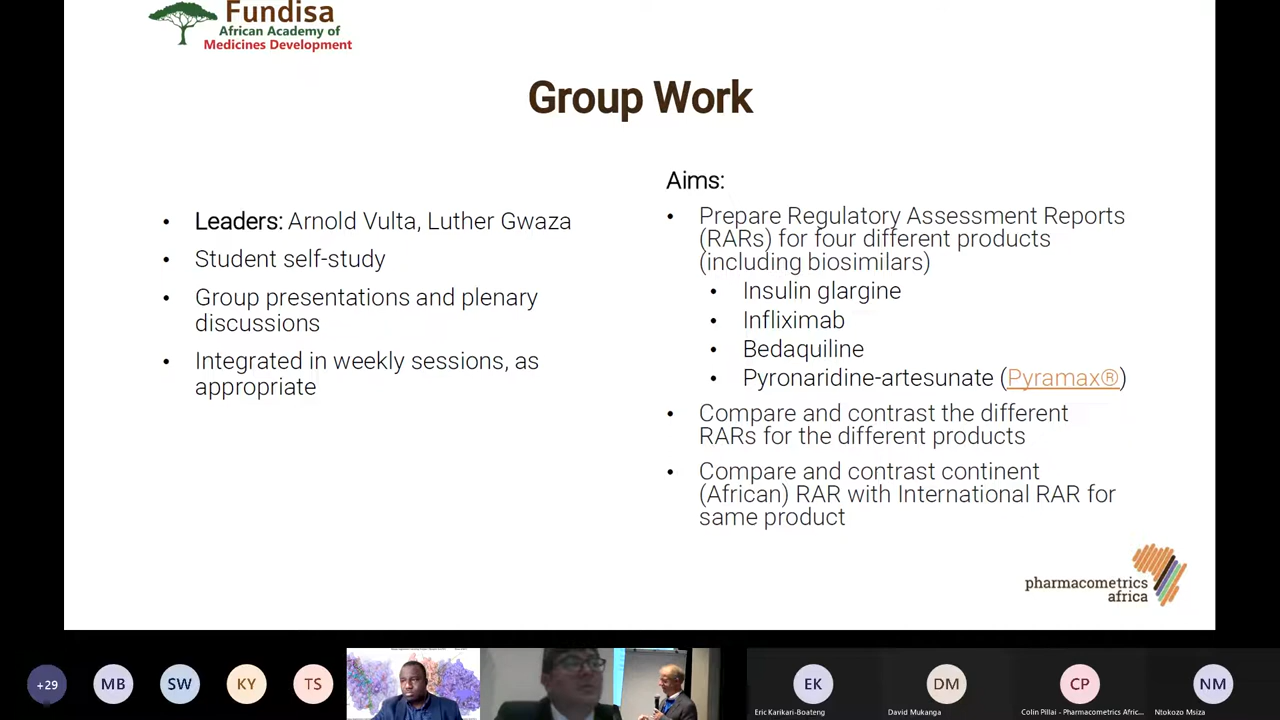 Fundisa
African Academy of
Medicines Development
Group Work
Leaders: Arnold Vulta, Luther Gwaza
Student self-study
Group presentations and plenary
discussions
Integrated in weekly sessions, as
appropriate
Aims:
Prepare Regulatory Assessment Reports
(RARs) for four different products
(including biosimilars)
Insulin glargine
Infliximab
Bedaquiline
Pyronaridine-artesunate (Pyramax®)
Compare and contrast the different
RARs for the different products
Compare and contrast continent
(African) RAR with International RAR for
same product
pharmacometrics
africa
+29
MB
SW
KY
TS
EK
Eric Karikari-Boateng
DM
David Mukanga
CP
Colin Pillai - Pharmacometrics Afric...
NM
Ntokozo Msiza